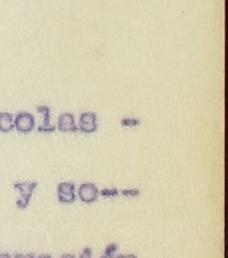 colas -
y so--